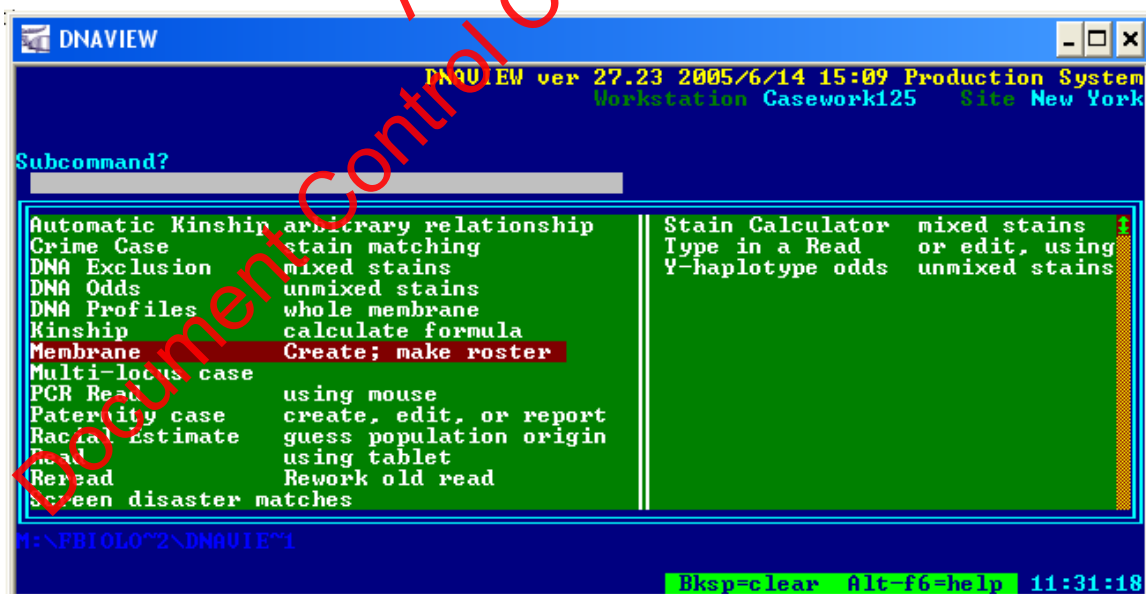 DNAVIEW
DNAVIEW ver 27.23 2005/6/14 15:09 Production System
Workstation Casework125 Site New York
Subcommand?
Automatic Kinship arbitrary relationship
Crime Case stain matching
DNA Exclusion mixed stains
DNA Odds unmixed stains
DNA Profiles whole membrane
Kinship calculate formula
Membrane Create; make roster
Multi-locus case
PCR Read using mouse
Paternity case create, edit, or report
Racial Estimate guess population origin
Read using tablet
Reread Rework old read
Screen disaster matches
Stain Calculator mixed stains
Type in a Read or edit, using
Y-haplotype odds unmixed stains
M:\FBIOLO~2\DNAVIE~1
Bksp=clear Alt-f6=help 11:31:18
Document Control